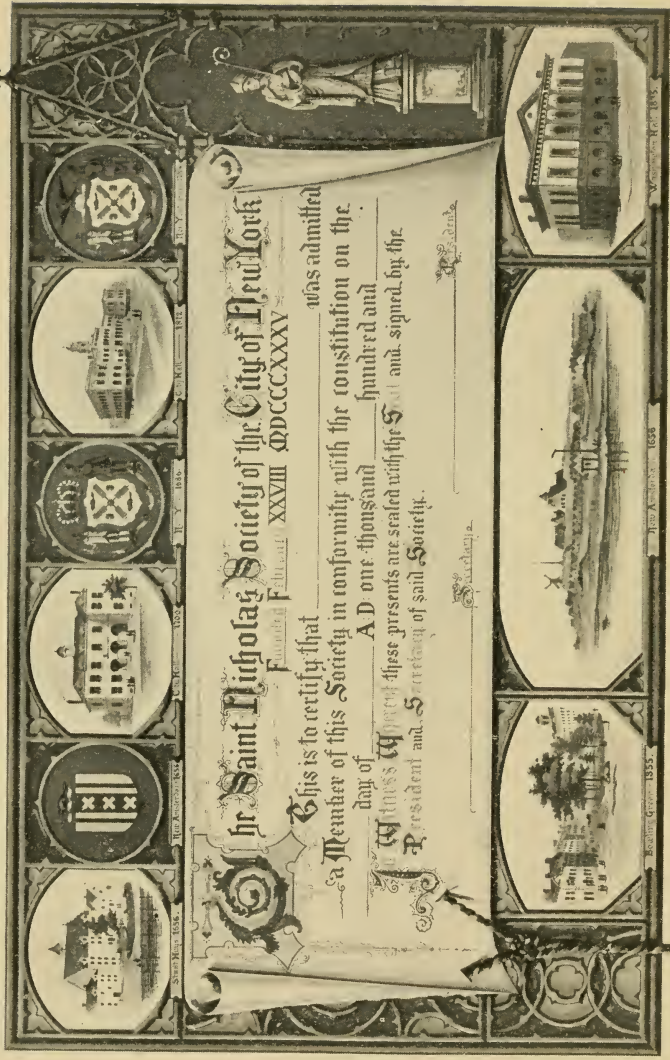 Stadt Huys 1656.
City Hall 1700
N. Y. 1686
City Hall 1812
The Saint Nicholas Society of the City of New York
Founded February XXVIII MDCCCXXXV
This is to certify that was admitted
a Member of this Society in conformity with the constitution on the
day of A D one thousand hundred and
In Witness Whereof these presents are sealed with the Seal and signed by the
President and Secretary of said Society.
Secretary President
Bowling Green 1855.
New Amsterdam 1656
Washington Hall 1835.